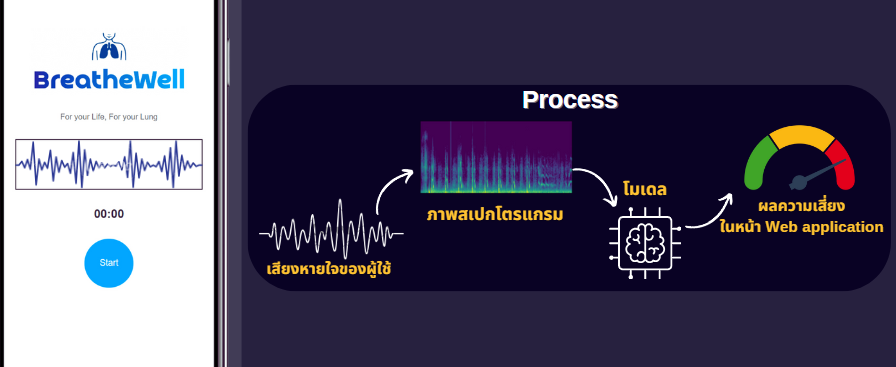 BreatheWell
For your Life, For your Lung
00:00
Start
Process
เสียงหายใจของผู้ใช้
ภาพสเปกโตรแกรม
โมเดล
ผลความเสี่ยง
ในหน้า Web application